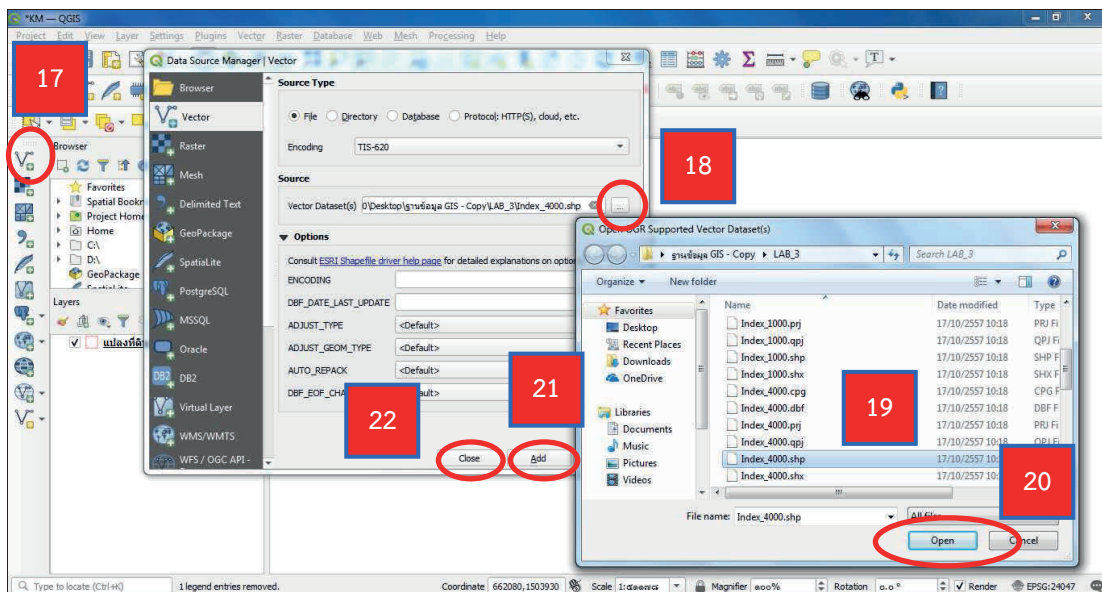 *KM — QGIS
Project Edit View Layer Settings Plugins Vector Raster Database Web Mesh Processing Help
17
Data Source Manager | Vector
Browser
Vector
Raster
Mesh
Delimited Text
GeoPackage
SpatiaLite
PostgreSQL
MSSQL
Oracle
DB2
Virtual Layer
WMS/WMTS
WFS / OGC API -
Source Type
File Directory Database Protocol: HTTP(S), cloud, etc.
Encoding TIS-620
Source
Vector Dataset(s) 0\Desktop\ฐานข้อมูล GIS - Copy\LAB_3\Index_4000.shp ...
Options
Consult ESRI Shapefile driver help page for detailed explanations on optio
ENCODING
DBF_DATE_LAST_UPDATE
ADJUST_TYPE <Default>
ADJUST_GEOM_TYPE <Default>
AUTO_REPACK <Default>
DBF_EOF_CHA
Close Add
18
21
22
Browser
Favorites
Spatial Bookm
Project Home
Home
C:\
D:\
GeoPackage
SpatiaLite
Layers
แปลงที่ดิ
Open OGR Supported Vector Dataset(s)
ฐานข้อมูล GIS - Copy LAB_3 Search LAB_3
Organize New folder
Favorites
Desktop
Recent Places
Downloads
OneDrive
Libraries
Documents
Music
Pictures
Videos
Name Date modified Type
Index_1000.prj 17/10/2557 10:18 PRJ Fi
Index_1000.qpj 17/10/2557 10:18 QPJ Fi
Index_1000.shp 17/10/2557 10:18 SHP F
Index_1000.shx 17/10/2557 10:18 SHX F
Index_4000.cpg 17/10/2557 10:18 CPG F
Index_4000.dbf 17/10/2557 10:18 DBF F
Index_4000.prj 17/10/2557 10:18 PRJ Fi
Index_4000.qpj 17/10/2557 10:18 QPJ Fi
Index_4000.shp 17/10/2557 10:
Index_4000.shx 17/10/2557 10:
19
20
File name: Index_4000.shp All files
Open Cancel
Type to locate (Ctrl+K) 1 legend entries removed. Coordinate 662080,1503930 Scale Magnifier ๑๐๐% Rotation ๐.๐ ° Render EPSG:24047